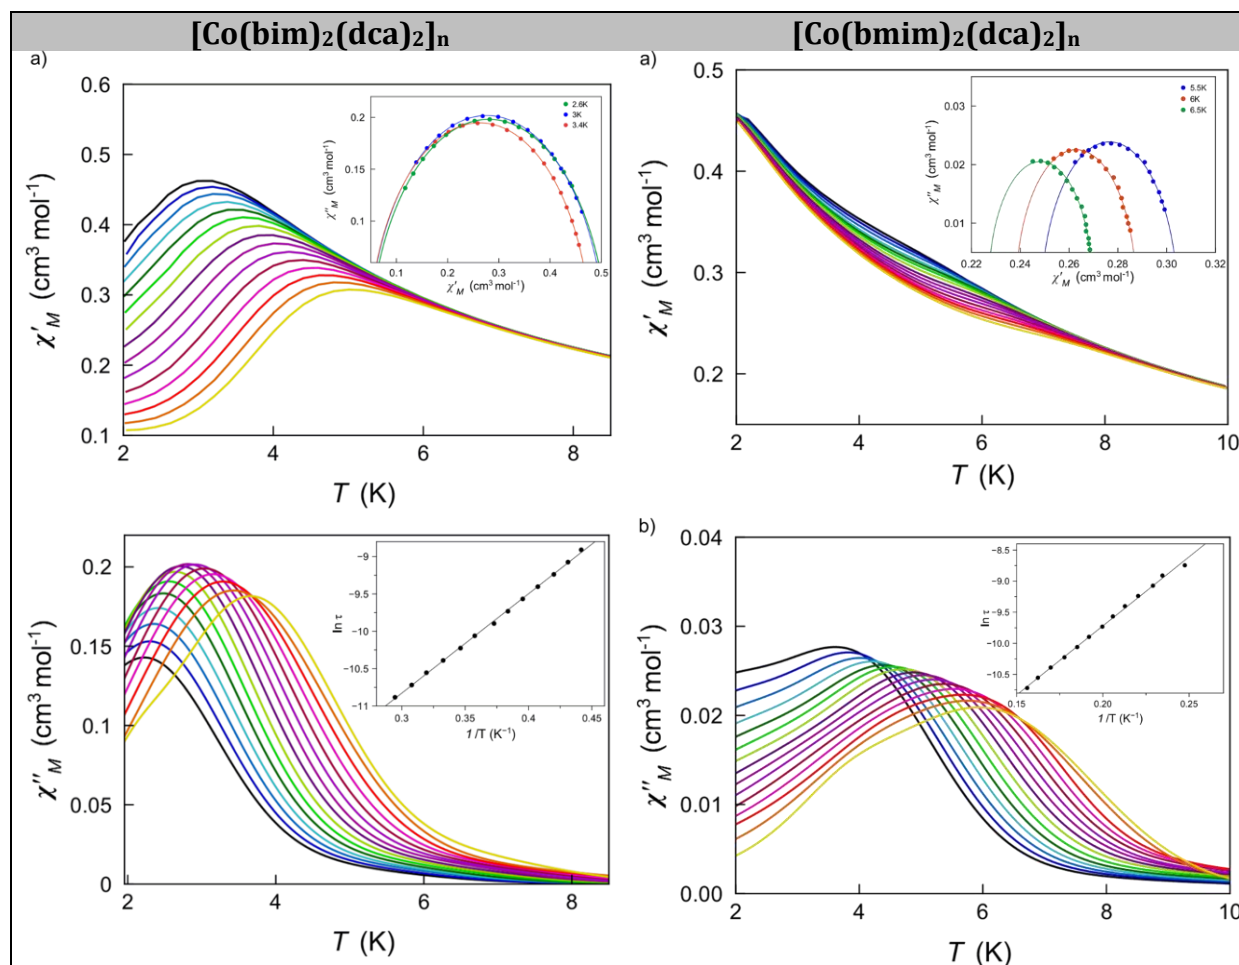 [Co(bim)₂(dca)₂]ₙ
[Co(bmim)₂(dca)₂]ₙ
a)
0.6
0.5
0.4
0.3
0.2
0.1
χ′M (cm³ mol⁻¹)
2 4 6 8
T (K)
0.2
0.15
0.1
χ″M (cm³ mol⁻¹)
2.6K
3K
3.4K
0.1 0.2 0.3 0.4 0.5
χ′M (cm³ mol⁻¹)
a)
0.5
0.4
0.3
0.2
χ′M (cm³ mol⁻¹)
2 4 6 8 10
T (K)
0.03
0.02
0.01
χ″M (cm³ mol⁻¹)
5.5K
6K
6.5K
0.22 0.24 0.26 0.28 0.30 0.32
χ′M (cm³ mol⁻¹)
0.2
0.15
0.1
0.05
0
χ″M (cm³ mol⁻¹)
2 4 6 8
T (K)
−9
−9.5
−10
−10.5
−11
ln τ
0.3 0.33 0.36 0.39 0.42 0.45
1/T (K⁻¹)
b)
0.04
0.03
0.02
0.01
0.00
χ″M (cm³ mol⁻¹)
2 4 6 8 10
T (K)
−8.5
−9.0
−9.5
−10.0
−10.5
ln τ
0.15 0.20 0.25
1/T (K⁻¹)